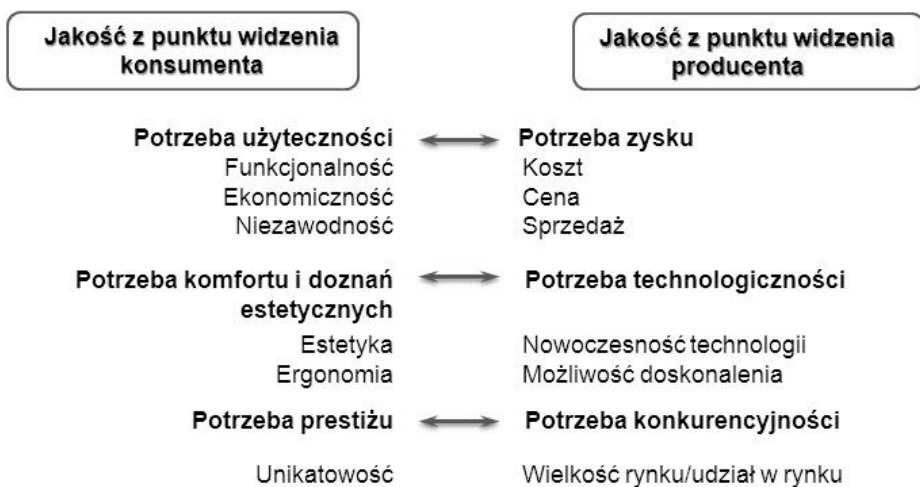 Jakość z punktu widzenia
konsumenta
Jakość z punktu widzenia
producenta
Potrzeba użyteczności
Funkcjonalność
Ekonomiczność
Niezawodność
Potrzeba zysku
Koszt
Cena
Sprzedaż
Potrzeba komfortu i doznań
estetycznych
Estetyka
Ergonomia
Potrzeba technologiczności
Nowoczesność technologii
Możliwość doskonalenia
Potrzeba prestiżu
Unikatowość
Potrzeba konkurencyjności
Wielkość rynku/udział w rynku